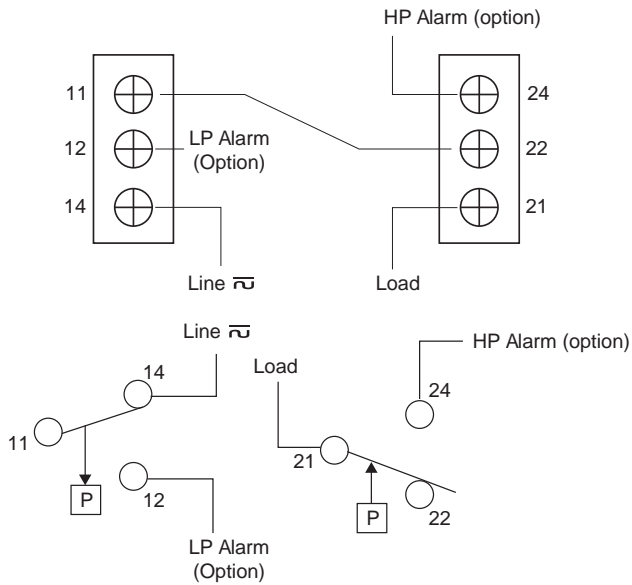 HP Alarm (option)
11
24
12
LP Alarm
(Option)
22
14
21
Line
Load
Line
HP Alarm (option)
14
Load
24
11
21
P
12
P
22
LP Alarm
(Option)